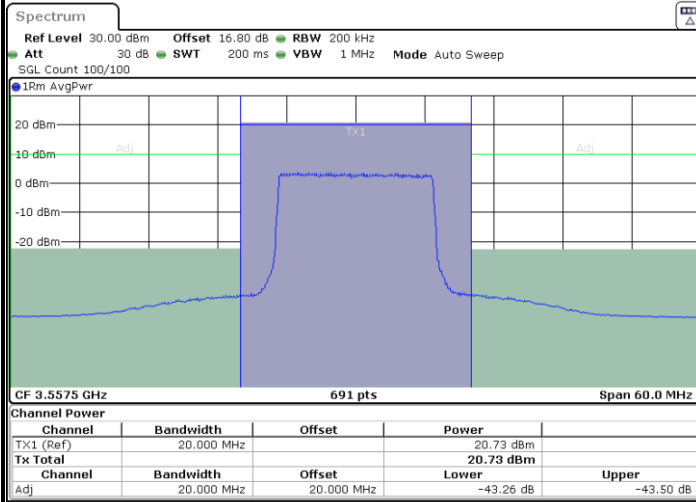 Spectrum
Ref Level 30.00 dBm Offset 16.80 dB RBW 200 kHz
Att 30 dB SWT 200 ms VBW 1 MHz Mode Auto Sweep
SGL Count 100/100
1Rm AvgPwr
20 dBm
TX1
Adj Adj
10 dBm
0 dBm
-10 dBm
-20 dBm
CF 3.5575 GHz 691 pts Span 60.0 MHz
Channel Power
Channel Bandwidth Offset Power
TX1 (Ref) 20.000 MHz 20.73 dBm
Tx Total 20.73 dBm
Channel Bandwidth Offset Lower Upper
Adj 20.000 MHz 20.000 MHz -43.26 dB -43.50 dB